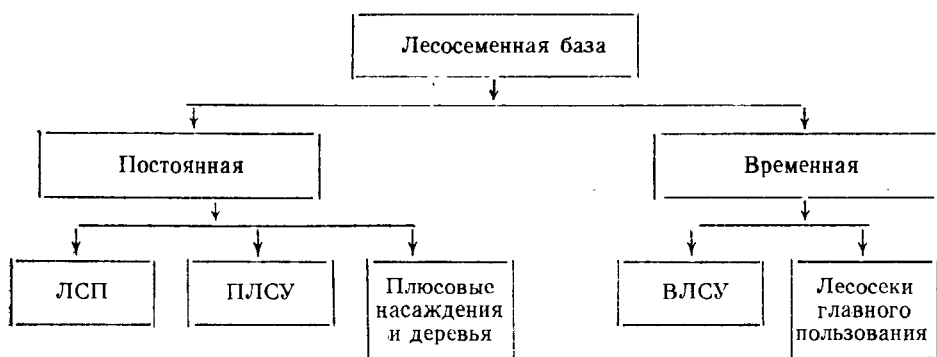 Лесосеменная база
Постоянная
Временная
ЛСП
ПЛСУ
Плюсовые
насаждения
и деревья
ВЛСУ
Лесосеки
главного
пользования